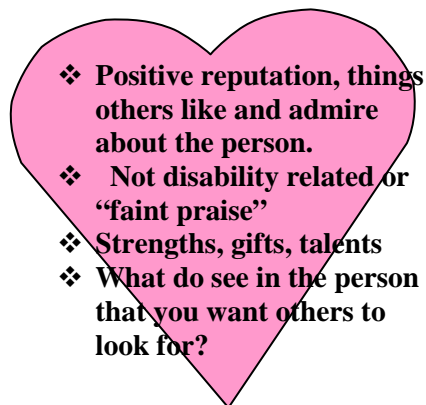 ❖ Positive reputation, things
others like and admire
about the person.
❖ Not disability related or
“faint praise”
❖ Strengths, gifts, talents
❖ What do see in the person
that you want others to
look for?